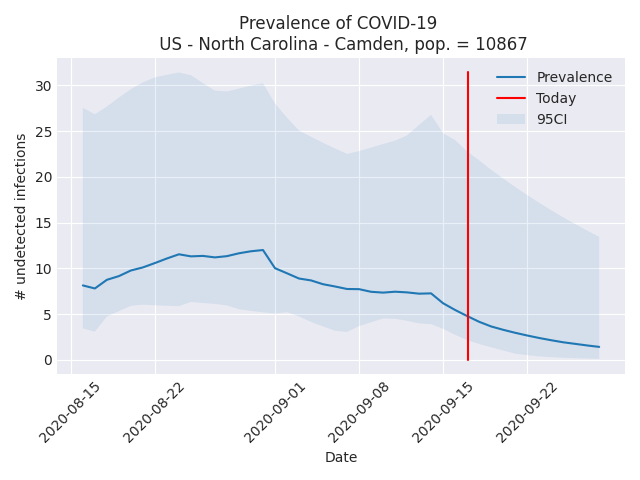 Prevalence of COVID-19
US - North Carolina - Camden, pop. = 10867
Prevalence
Today
95CI
# undetected infections
30
25
20
15
10
5
0
2020-08-15
2020-08-22
2020-09-01
2020-09-08
2020-09-15
2020-09-22
Date